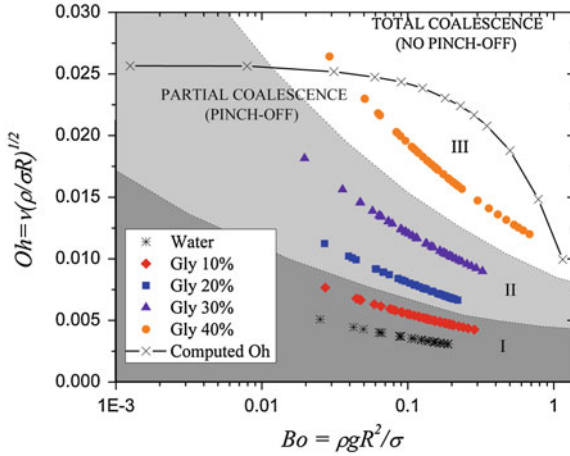 TOTAL COALESCENCE
(NO PINCH-OFF)
PARTIAL COALESCENCE
(PINCH-OFF)
III
II
I
Water
Gly 10%
Gly 20%
Gly 30%
Gly 40%
Computed Oh
Oh=ν(ρ/σR)^1/2
0.030
0.025
0.020
0.015
0.010
0.005
0.000
1E-3
0.01
0.1
1
Bo = ρgR²/σ